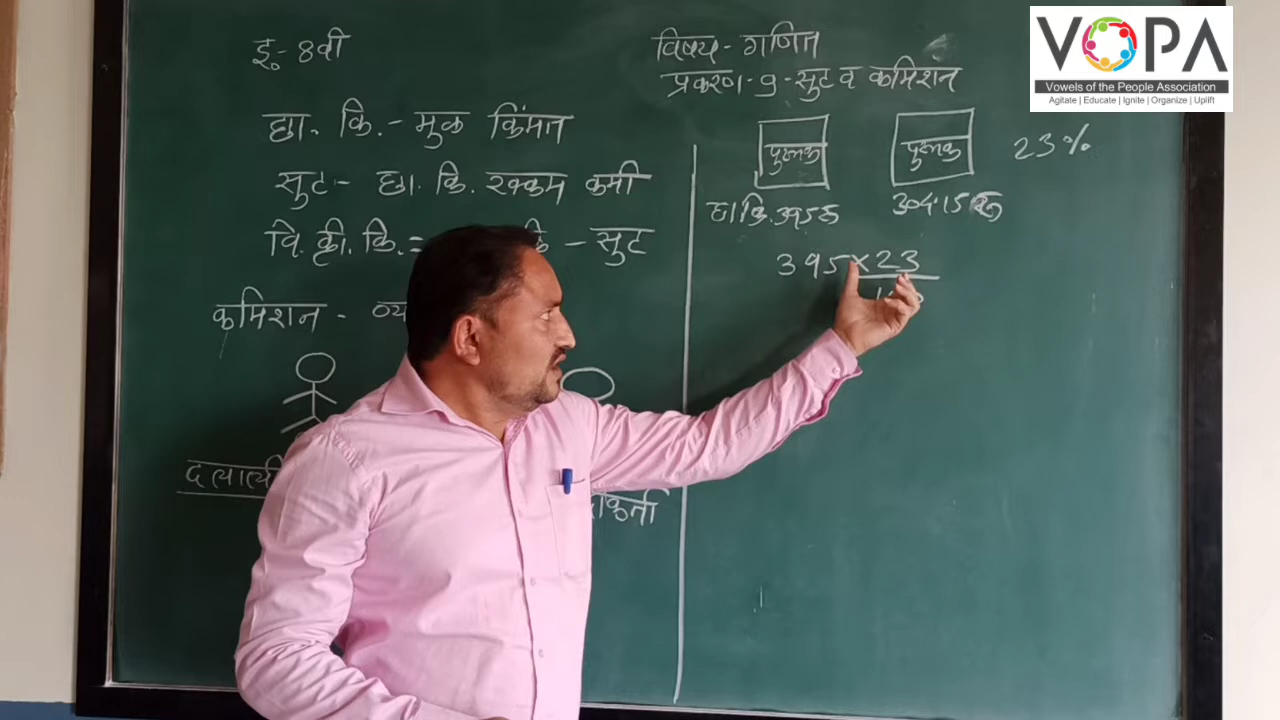 इ.- 8वी
छा. कि.- मुळ किंमत
सुट- छा. कि. रक्कम कमी
वि. क्री. कि. = कि - सुट
कमिशन - व्य
विषय- गणित
प्रकरण-9-सुट व कमिशन
पुस्तक
पुस्तक
23%
छा कि. 395 रु
304.15 रु
395×23
VOPA
Vowels of the People Association
Agitate | Educate | Ignite | Organize | Uplift